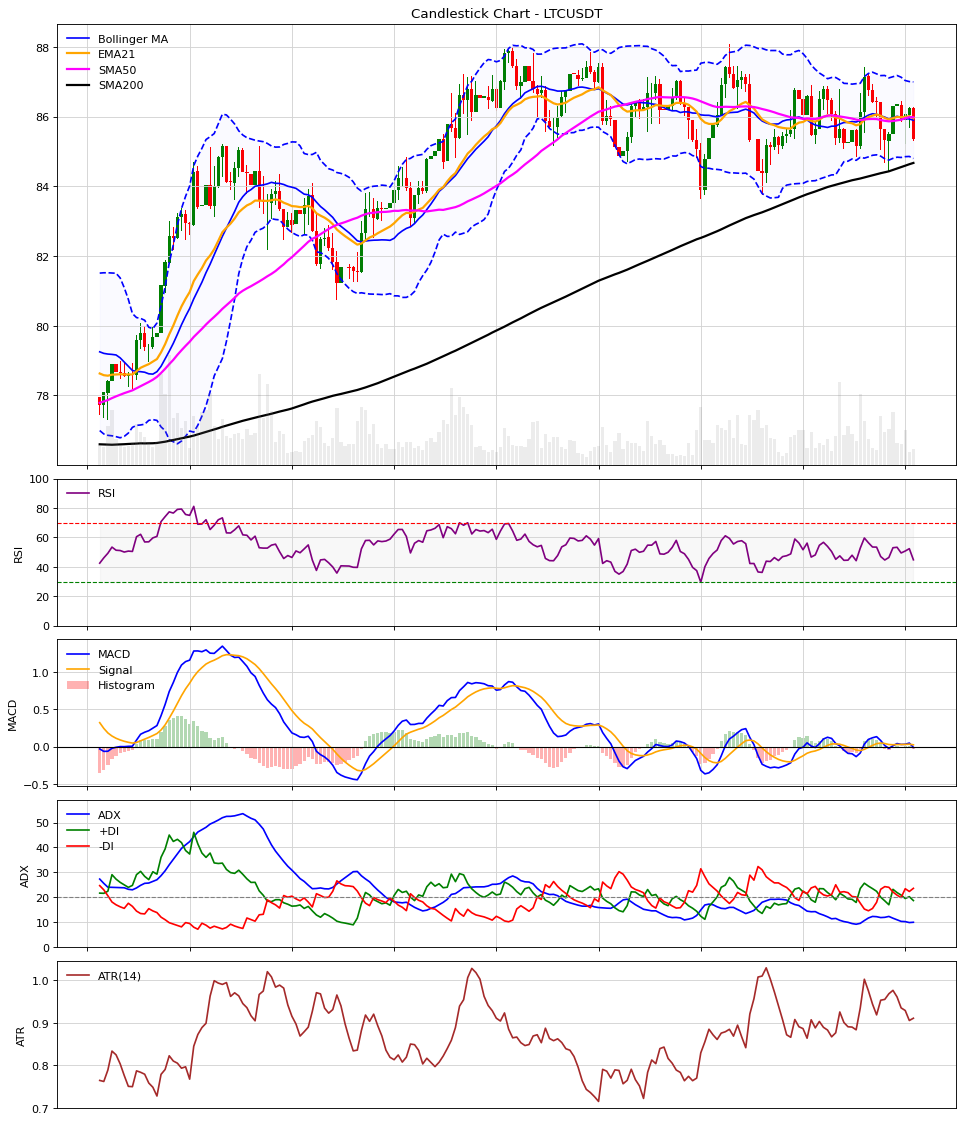 Candlestick Chart - LTCUSDT
Bollinger MA
EMA21
SMA50
SMA200
88
86
84
82
80
78
RSI
100
80
60
40
20
0
RSI
MACD
Signal
Histogram
1.0
0.5
0.0
−0.5
MACD
ADX
+DI
-DI
50
40
30
20
10
0
ADX
ATR(14)
1.0
0.9
0.8
0.7
ATR